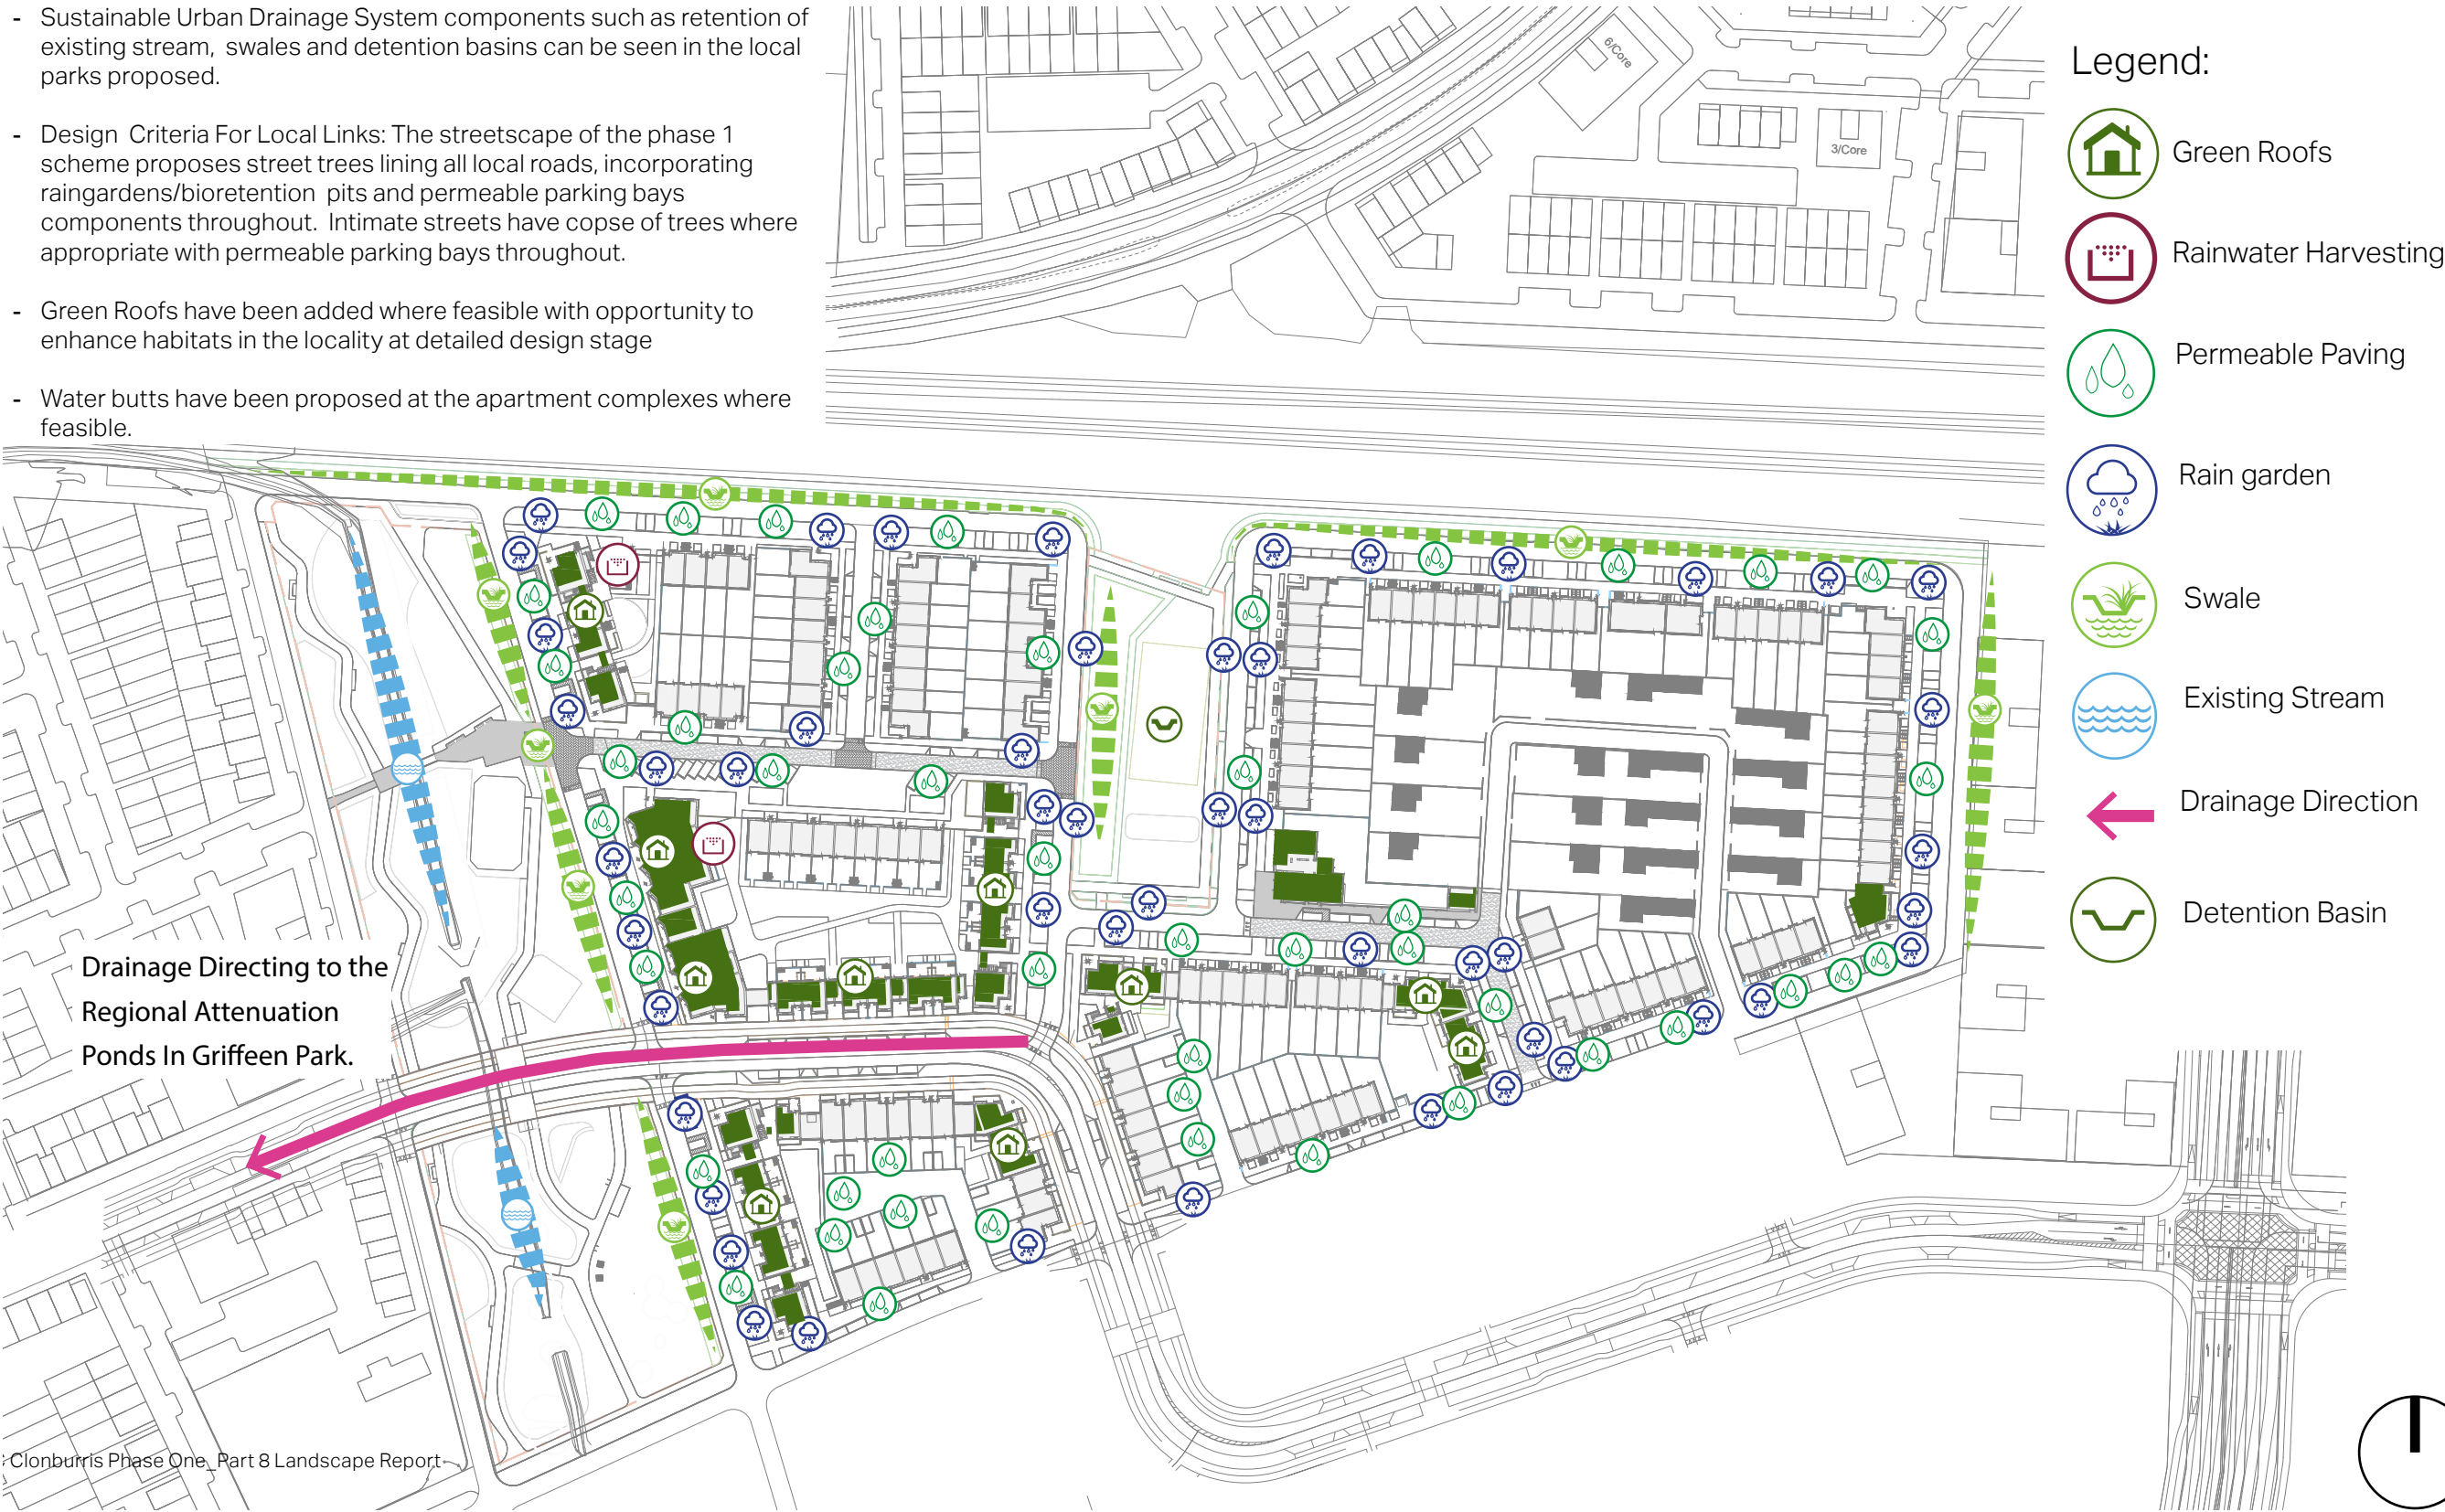 - Sustainable Urban Drainage System components such as retention of
existing stream, swales and detention basins can be seen in the local
parks proposed.
- Design Criteria For Local Links: The streetscape of the phase 1
scheme proposes street trees lining all local roads, incorporating
raingardens/bioretention pits and permeable parking bays
components throughout. Intimate streets have copse of trees where
appropriate with permeable parking bays throughout.
- Green Roofs have been added where feasible with opportunity to
enhance habitats in the locality at detailed design stage
- Water butts have been proposed at the apartment complexes where
feasible.
6/Core
3/Core
Legend:
Green Roofs
Rainwater Harvesting
Permeable Paving
Rain garden
Swale
Existing Stream
Drainage Direction
Detention Basin
Drainage Directing to the
Regional Attenuation
Ponds In Griffeen Park.
Clonburris Phase One_Part 8 Landscape Report